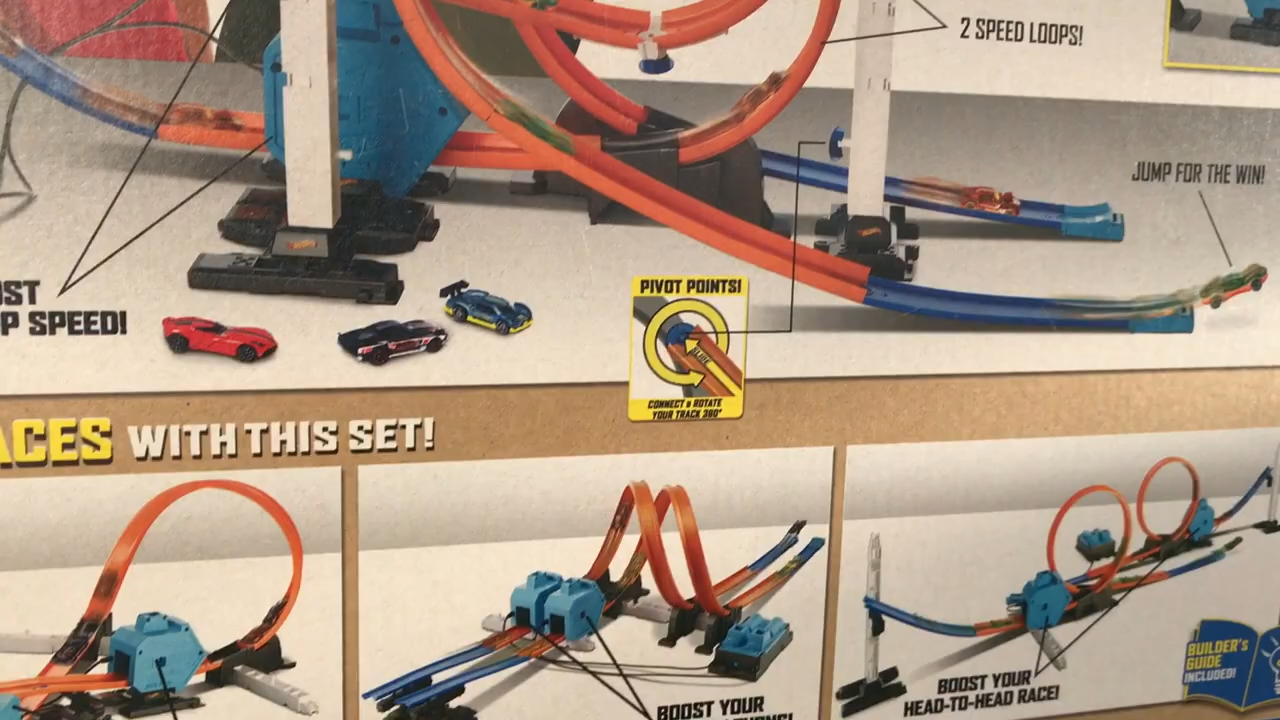 2 SPEED LOOPS!
JUMP FOR THE WIN!
PIVOT POINTS!
SLIDE
CONNECT & ROTATE
YOUR TRACK 360°
OST
P SPEED!
ACES WITH THIS SET!
BOOST YOUR
BOOST YOUR
HEAD-TO-HEAD RACE!
BUILDER'S
GUIDE
INCLUDED!